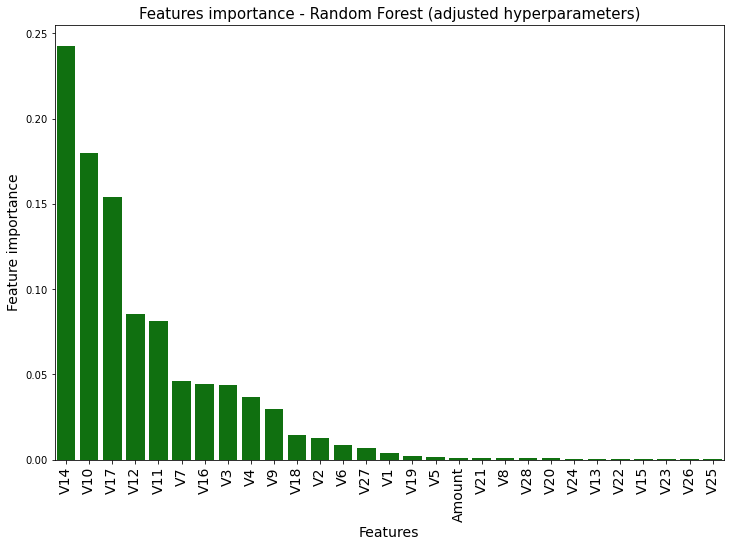 Features importance - Random Forest (adjusted hyperparameters)
0.25
0.20
0.15
0.10
0.05
0.00
Feature importance
V14 V10 V17 V12 V11 V7 V16 V3 V4 V9 V18 V2 V6 V27 V1 V19 V5 Amount V21 V8 V28 V20 V24 V13 V22 V15 V23 V26 V25
Features